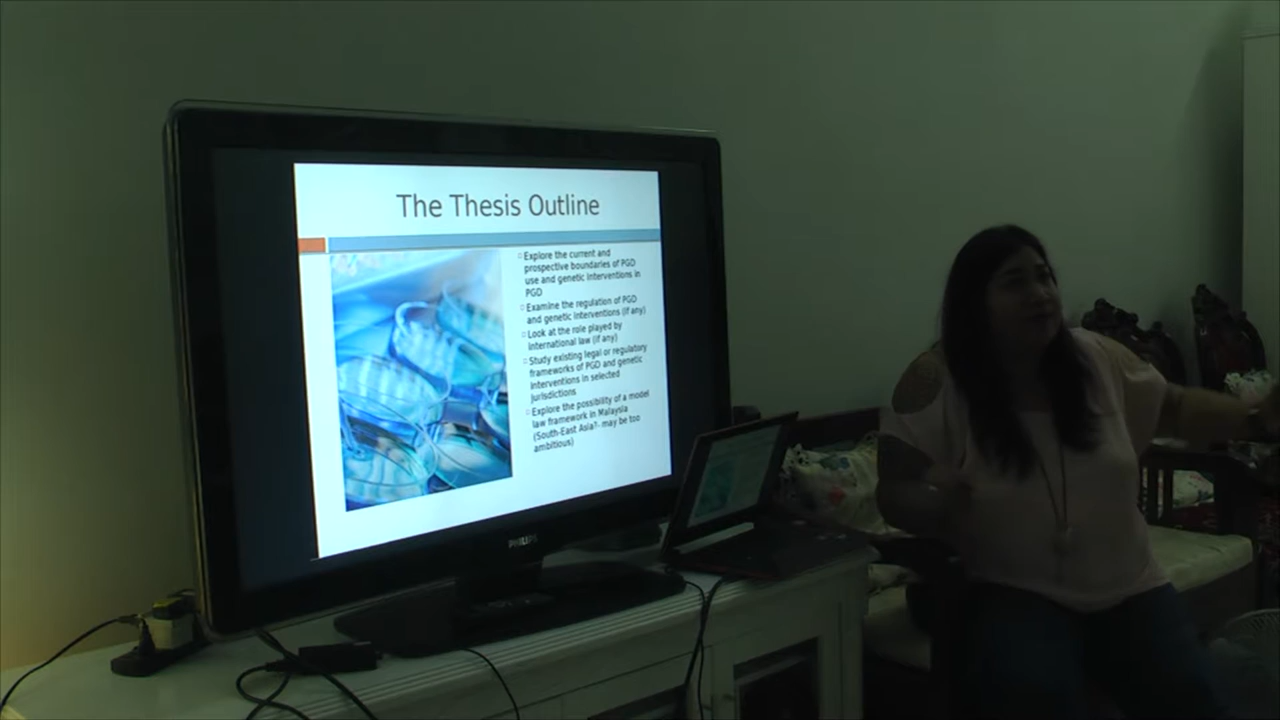 The Thesis Outline
Explore the current and
prospective boundaries of PGD
use and genetic interventions in
PGD
Examine the regulation of PGD
and genetic interventions (if any)
Look at the role played by
international law (if any)
Study existing legal or regulatory
frameworks of PGD and genetic
interventions in selected
jurisdictions
Explore the possibility of a model
law framework in Malaysia
(South-East Asia?- may be too
ambitious)
PHILIPS